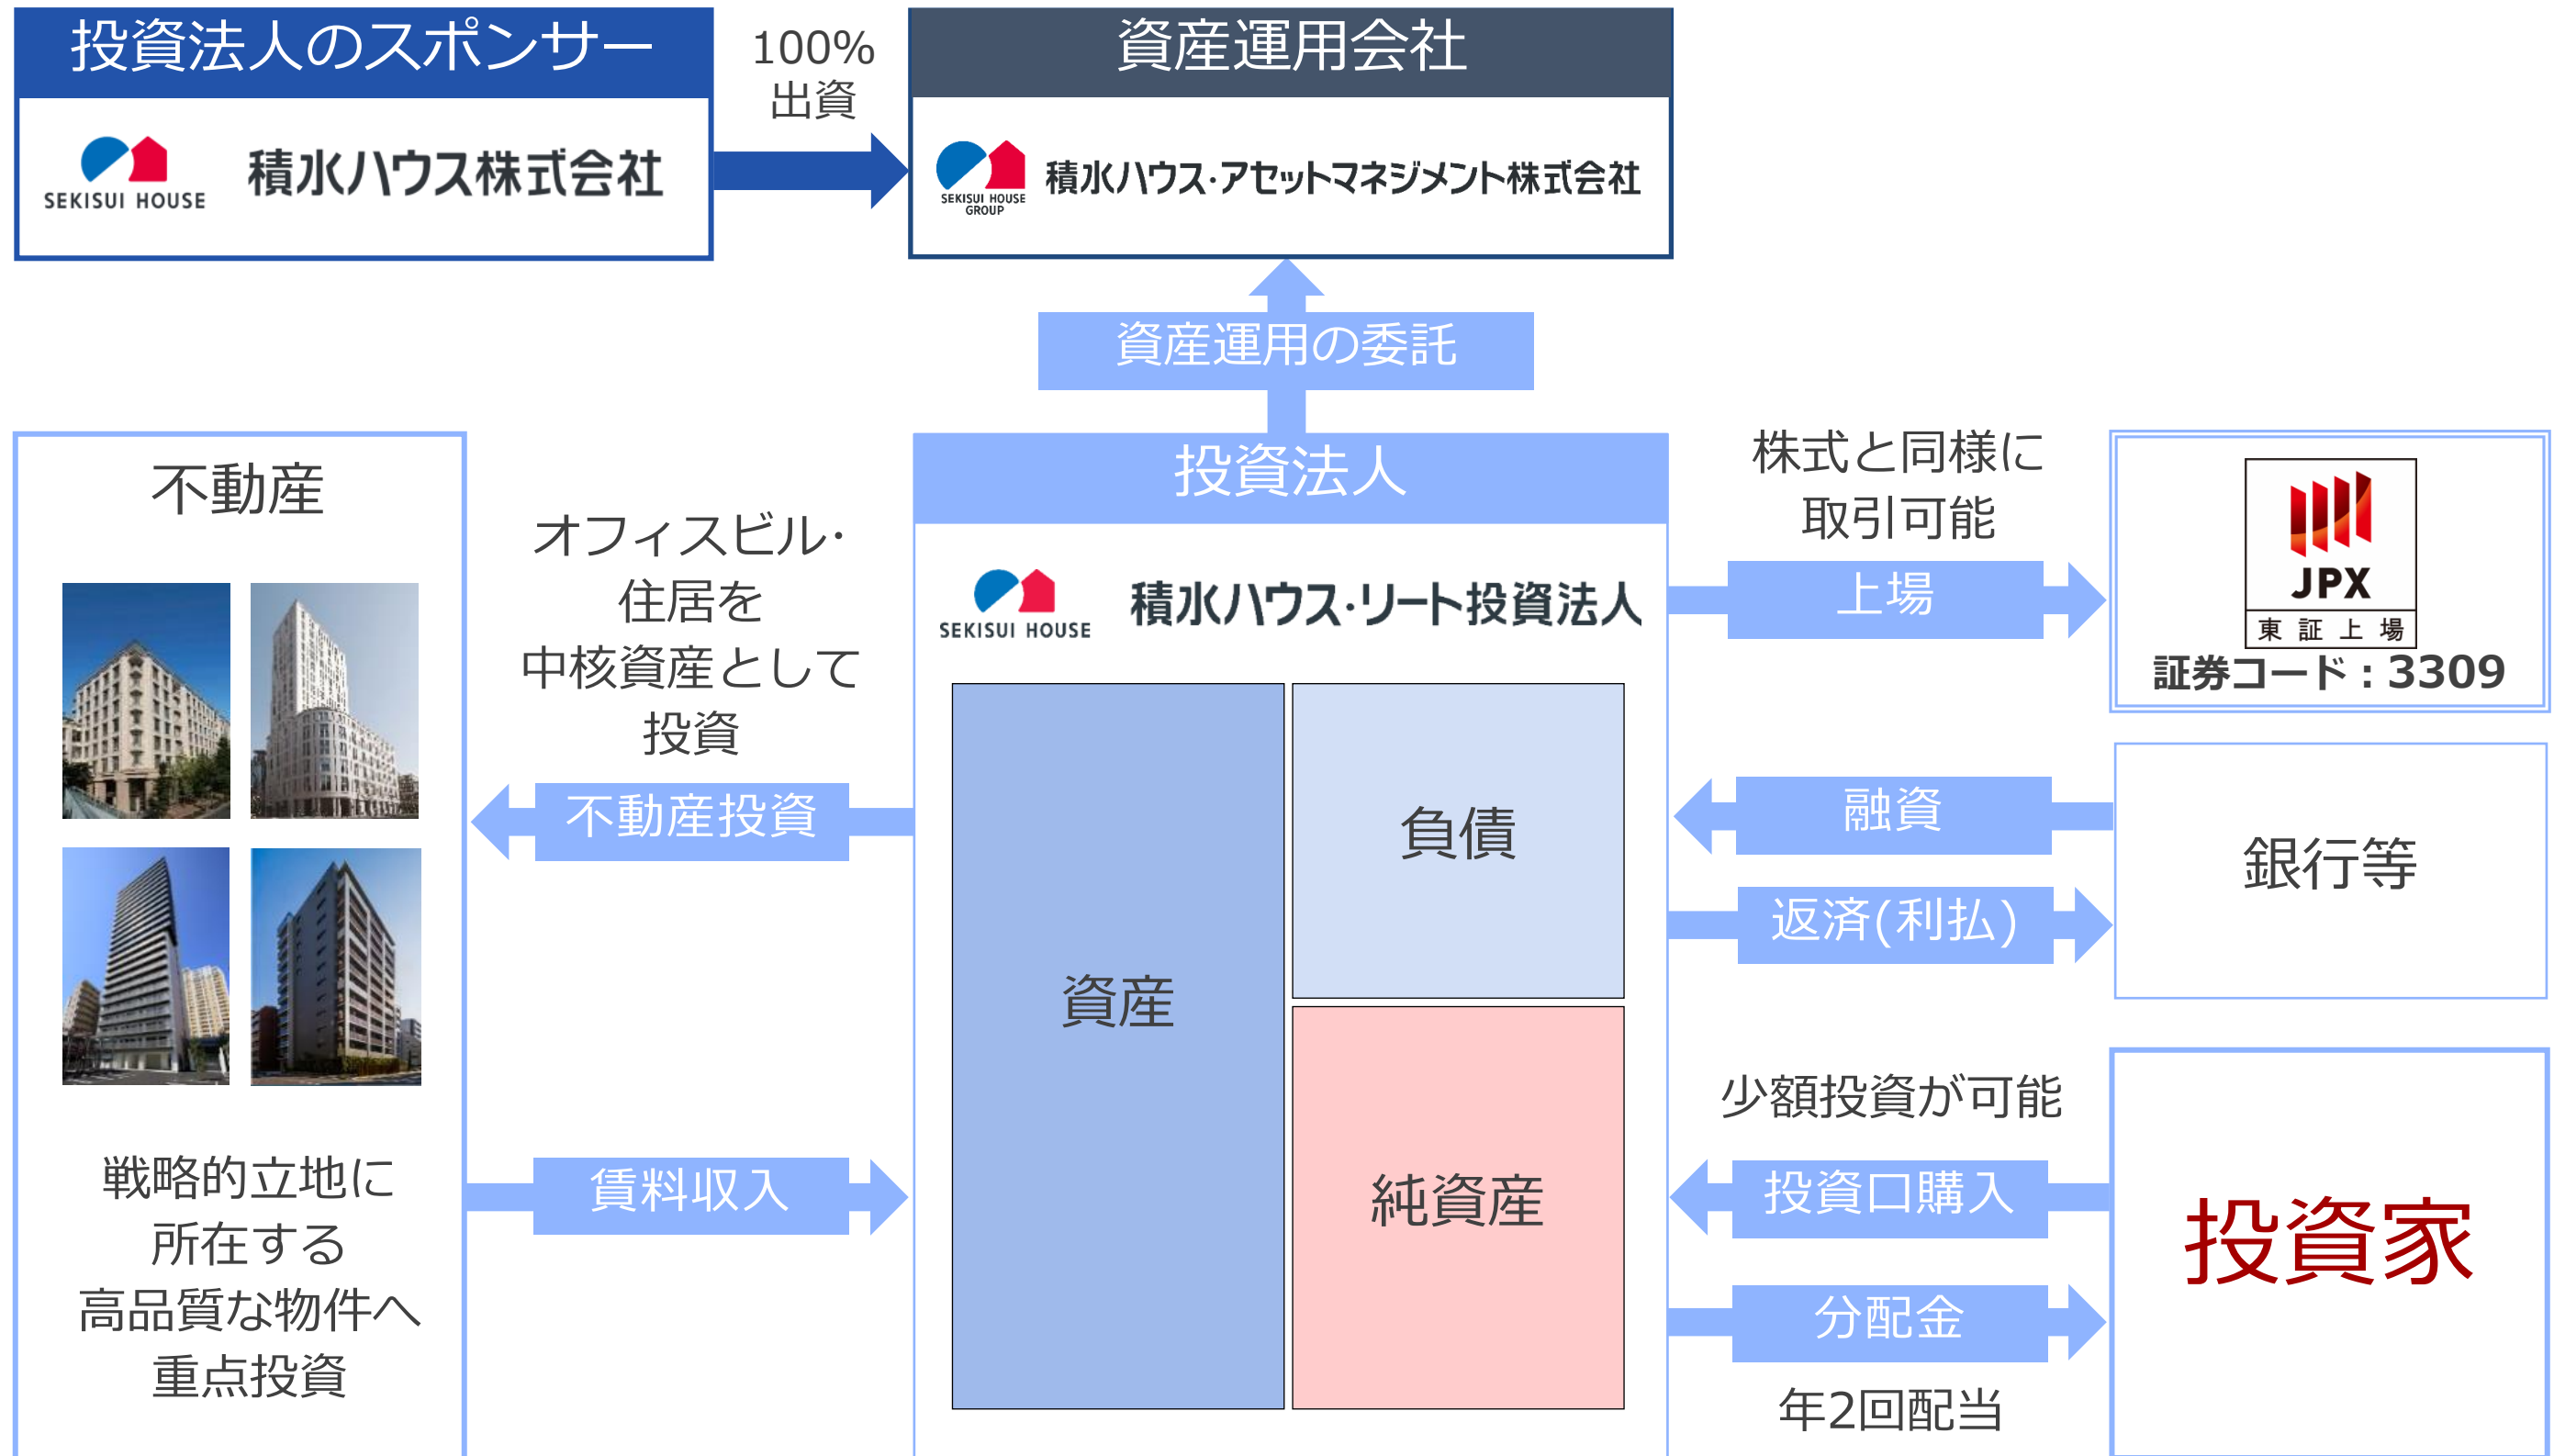 投資法人のスポンサー
SEKISUI HOUSE
積水ハウス株式会社
100%
出資
資産運用会社
SEKISUI HOUSE
GROUP
積水ハウス・アセットマネジメント株式会社
資産運用の委託
不動産
戦略的立地に
所在する
高品質な物件へ
重点投資
オフィスビル・
住居を
中核資産として
投資
不動産投資
賃料収入
投資法人
SEKISUI HOUSE
積水ハウス・リート投資法人
資産
負債
純資産
株式と同様に
取引可能
上場
JPX
東証上場
証券コード：3309
融資
返済(利払)
銀行等
少額投資が可能
投資口購入
分配金
年2回配当
投資家